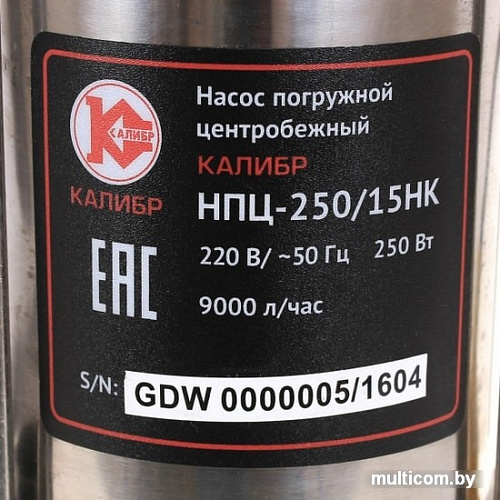 КАЛИБР
КАЛИБР
Насос погружной
центробежный
КАЛИБР
НПЦ-250/15НК
220 В/ ~50 Гц 250 Вт
9000 л/час
EAC
S/N: GDW 0000005/1604
multicom.by